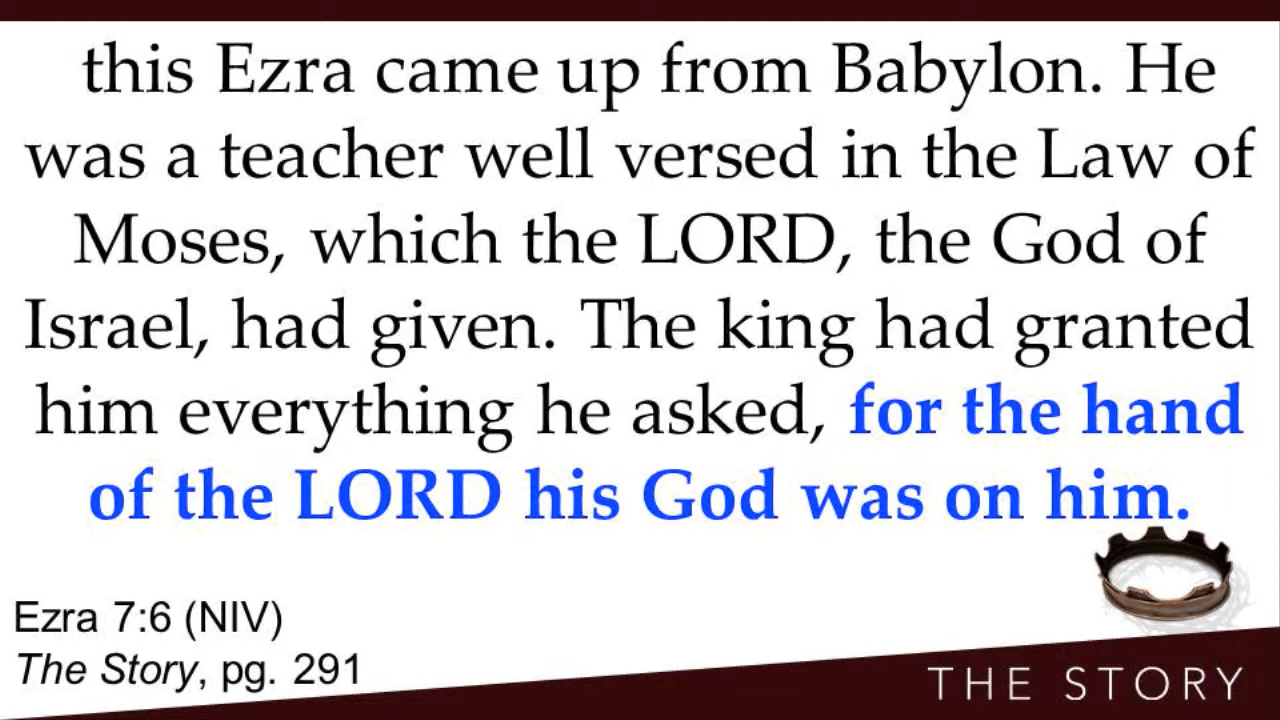 this Ezra came up from Babylon. He
was a teacher well versed in the Law of
Moses, which the LORD, the God of
Israel, had given. The king had granted
him everything he asked, for the hand
of the LORD his God was on him.
Ezra 7:6 (NIV)
The Story, pg. 291
THE STORY